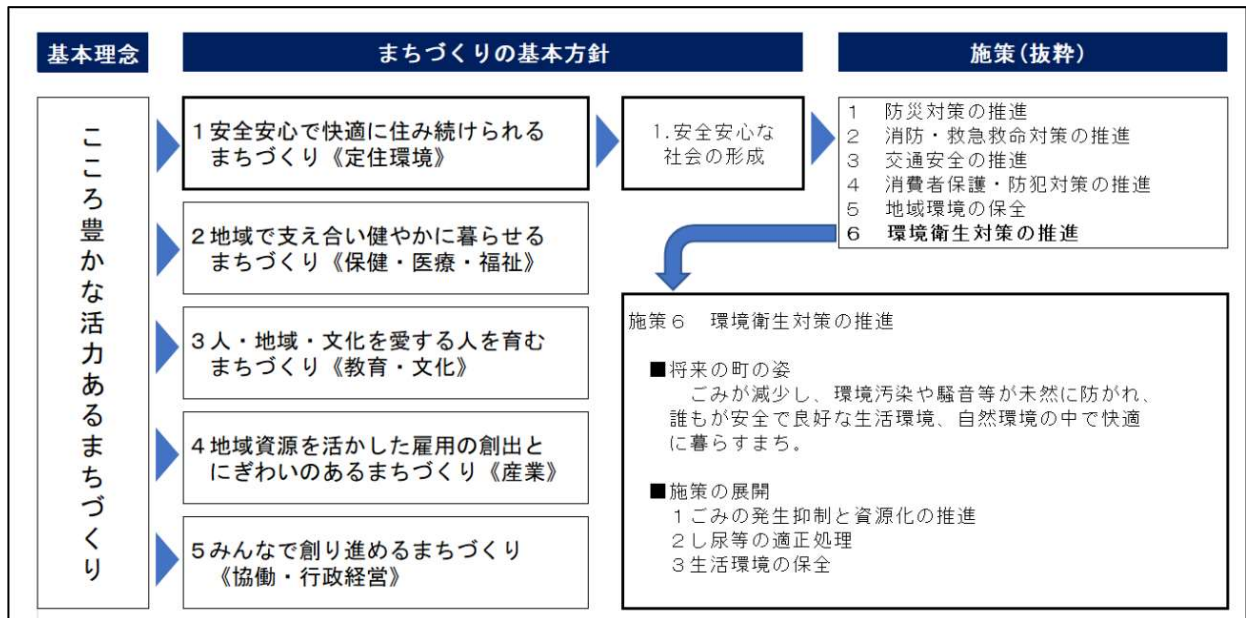 基本理念
まちづくりの基本方針
施策(抜粋)
こころ豊かな活力あるまちづくり
1安全安心で快適に住み続けられる
まちづくり《定住環境》
1.安全安心な
社会の形成
1 防災対策の推進
2 消防・救急救命対策の推進
3 交通安全の推進
4 消費者保護・防犯対策の推進
5 地域環境の保全
6 環境衛生対策の推進
2地域で支え合い健やかに暮らせる
まちづくり《保健・医療・福祉》
3人・地域・文化を愛する人を育む
まちづくり《教育・文化》
4地域資源を活かした雇用の創出と
にぎわいのあるまちづくり《産業》
5みんなで創り進めるまちづくり
《協働・行政経営》
施策6 環境衛生対策の推進
■将来の町の姿
ごみが減少し、環境汚染や騒音等が未然に防がれ、
誰もが安全で良好な生活環境、自然環境の中で快適
に暮らすまち。
■施策の展開
1ごみの発生抑制と資源化の推進
2し尿等の適正処理
3生活環境の保全